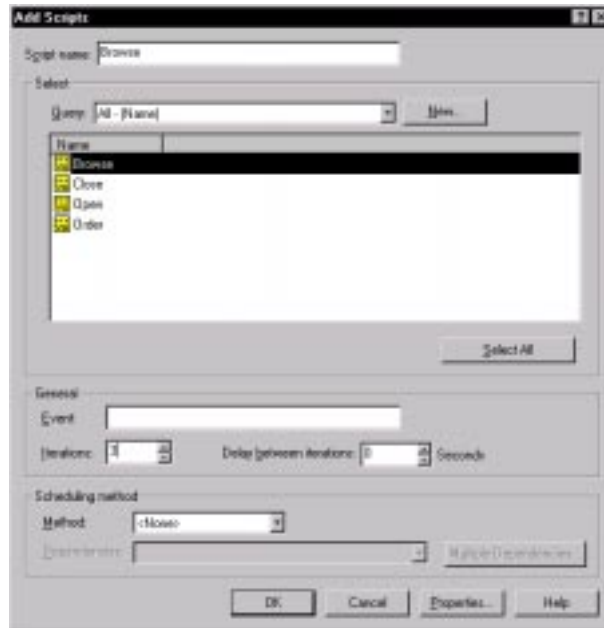 Add Scripts
Script name: Browse
Select
Query: All - (Name) New...
Name
Browse
Close
Open
Order
Select All
General
Event
Iterations: 3 Delay between iterations: 0 Seconds
Scheduling method
Method: <None>
Dependencies: Multiple Dependencies
OK Cancel Properties... Help